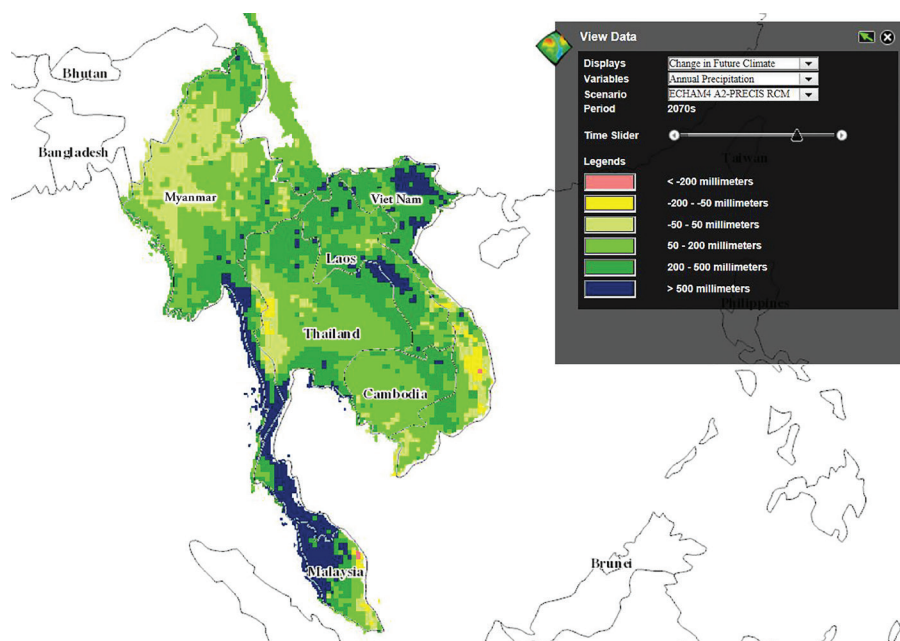 Bhutan
Bangladesh
Myanmar
Viet Nam
Laos
Thailand
Cambodia
Malaysia
Brunei
View Data
Displays Change in Future Climate
Variables Annual Precipitation
Scenario ECHAM4 A2-PRECIS RCM
Period 2070s
Time Slider
Taiwan
Legends
< -200 millimeters
-200 - -50 millimeters
-50 - 50 millimeters
50 - 200 millimeters
200 - 500 millimeters
> 500 millimeters
Philippines